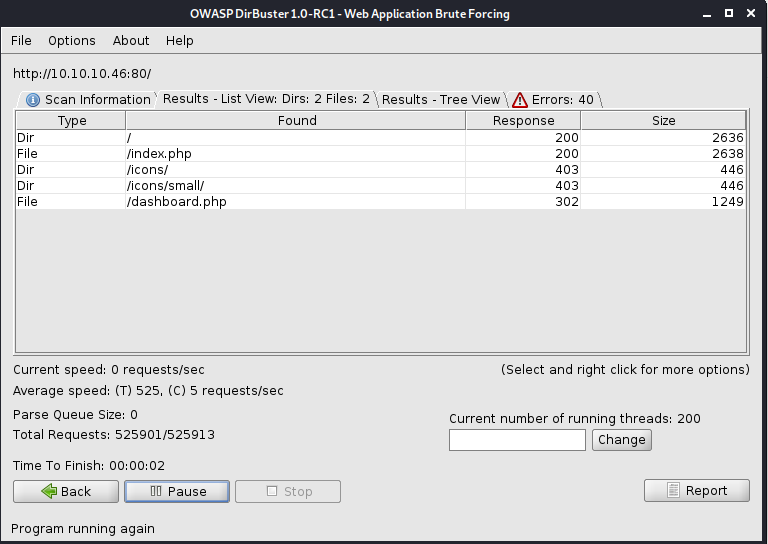 OWASP DirBuster 1.0-RC1 - Web Application Brute Forcing
File Options About Help
http://10.10.10.46:80/
Scan Information Results - List View: Dirs: 2 Files: 2 Results - Tree View Errors: 40
Type Found Response Size
Dir / 200 2636
File /index.php 200 2638
Dir /icons/ 403 446
Dir /icons/small/ 403 446
File /dashboard.php 302 1249
Current speed: 0 requests/sec (Select and right click for more options)
Average speed: (T) 525, (C) 5 requests/sec
Parse Queue Size: 0 Current number of running threads: 200
Total Requests: 525901/525913 Change
Time To Finish: 00:00:02
Back Pause Stop Report
Program running again